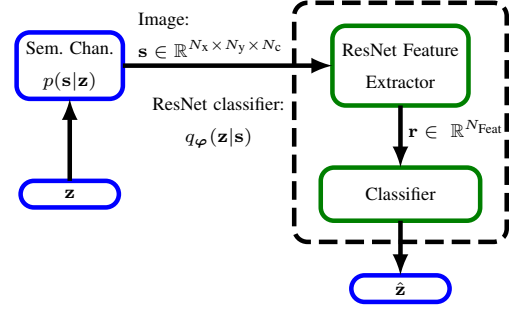 Image:
Sem. Chan.
p(𝐬|𝐳)
𝐬 ∈ ℝ^{N_x×N_y×N_c}
ResNet Feature
Extractor
ResNet classifier:
q_𝛗(𝐳|𝐬)
𝐫 ∈ ℝ^{N_Feat}
𝐳
Classifier
𝐳̂